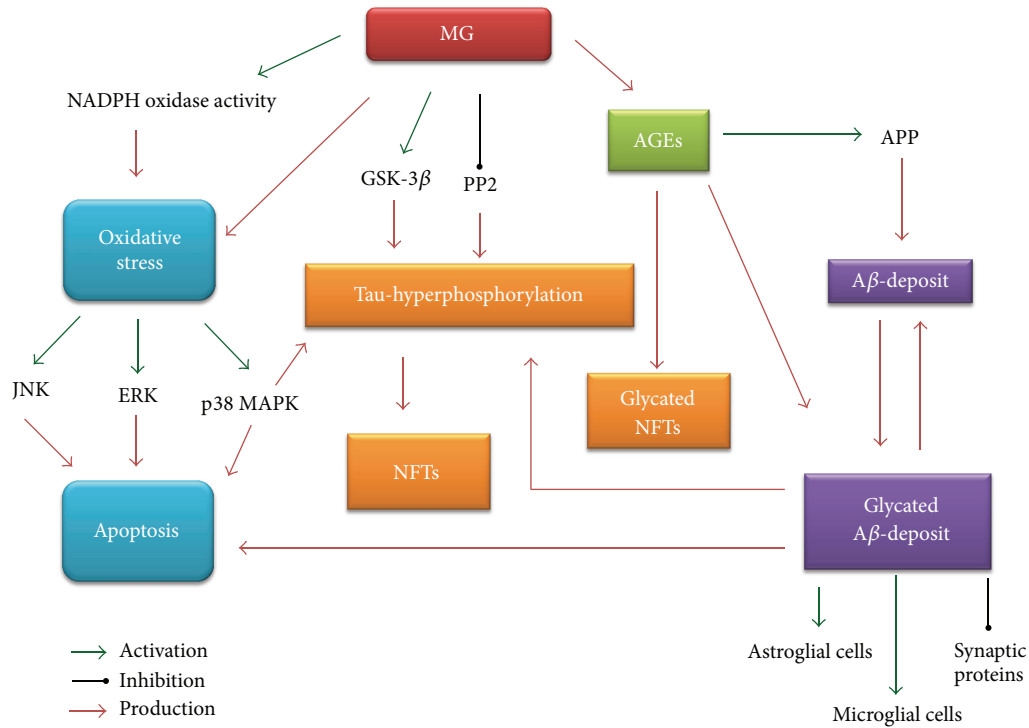 MG
NADPH oxidase activity
AGEs
APP
GSK-3β
PP2
Oxidative
stress
Tau-hyperphosphorylation
Aβ-deposit
JNK
ERK
p38 MAPK
Glycated
NFTs
NFTs
Apoptosis
Glycated
Aβ-deposit
Activation
Inhibition
Production
Astroglial cells
Synaptic
proteins
Microglial cells